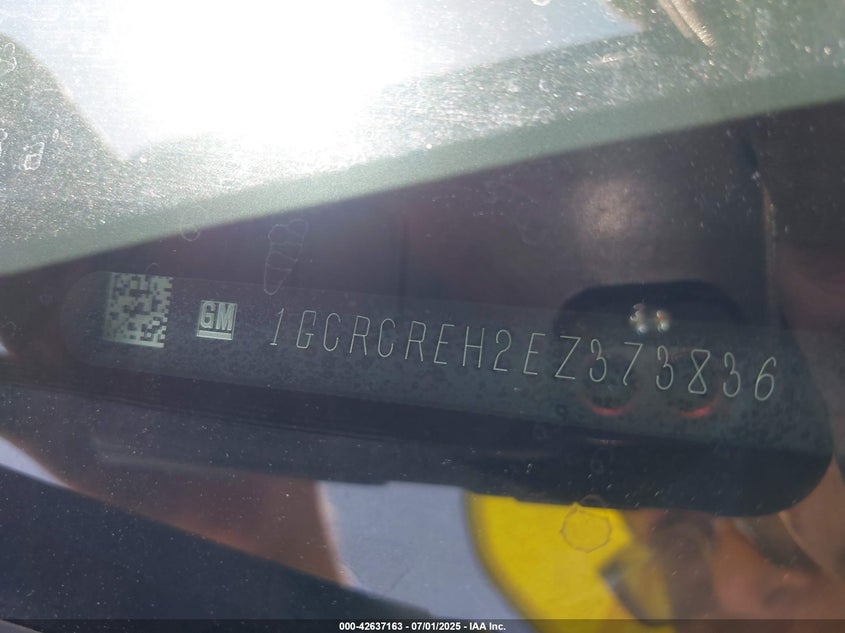 GM 1GCRCREH2EZ373836
000-42637163 - 07/01/2025 - IAA Inc.